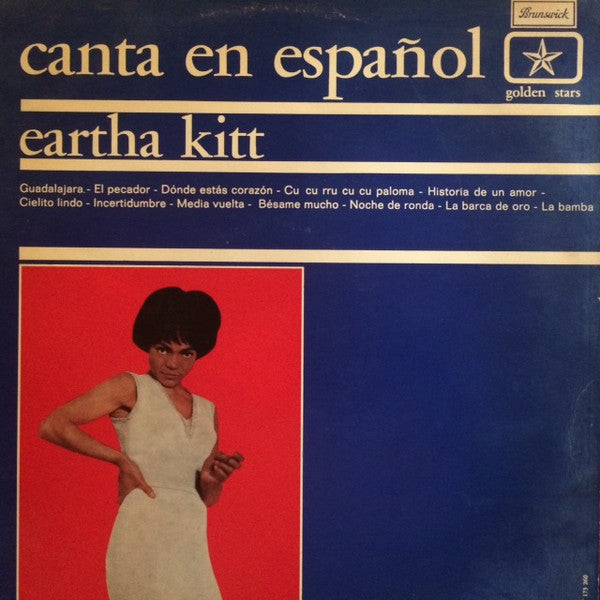 Brunswick
canta en español
golden stars
eartha kitt
Guadalajara.- El pecador - Dónde estás corazón - Cu cu rru cu cu paloma - Historia de un amor -
Cielito lindo - Incertidumbre - Media vuelta - Bésame mucho - Noche de ronda - La barca de oro - La bamba
175 260